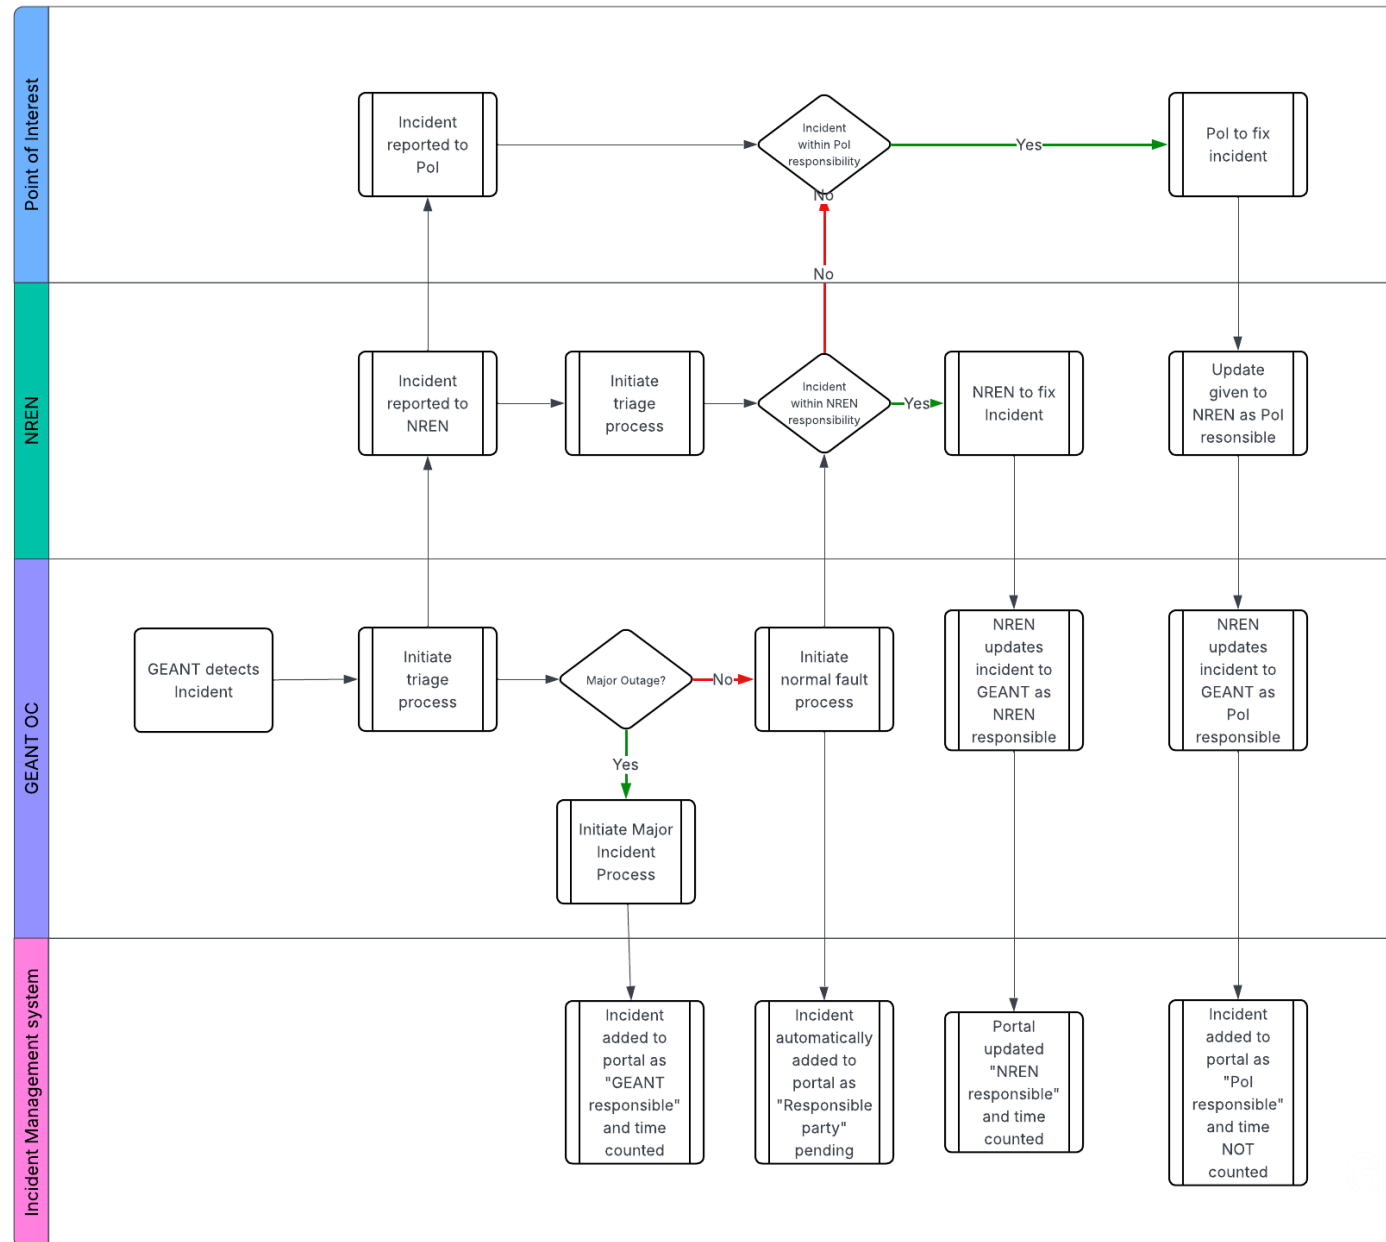 Point of Interest
Incident
reported to
PoI
Incident
within PoI
responsibility
Yes
PoI to fix
incident
No
No
NREN
Incident
reported to
NREN
Initiate
triage
process
Incident
within NREN
responsibility
Yes
NREN to fix
Incident
Update
given to
NREN as PoI
resonsible
GEANT OC
GEANT detects
Incident
Initiate
triage
process
Major Outage?
No
Initiate
normal fault
process
NREN
updates
incident to
GEANT as
NREN
responsible
NREN
updates
incident to
GEANT as
PoI
responsible
Yes
Initiate Major
Incident
Process
Incident Management system
Incident
added to
portal as
"GEANT
responsible"
and time
counted
Incident
automatically
added to
portal as
"Responsible
party"
pending
Portal
updated
"NREN
responsible"
and time
counted
Incident
added to
portal as
"PoI
responsible"
and time
NOT
counted